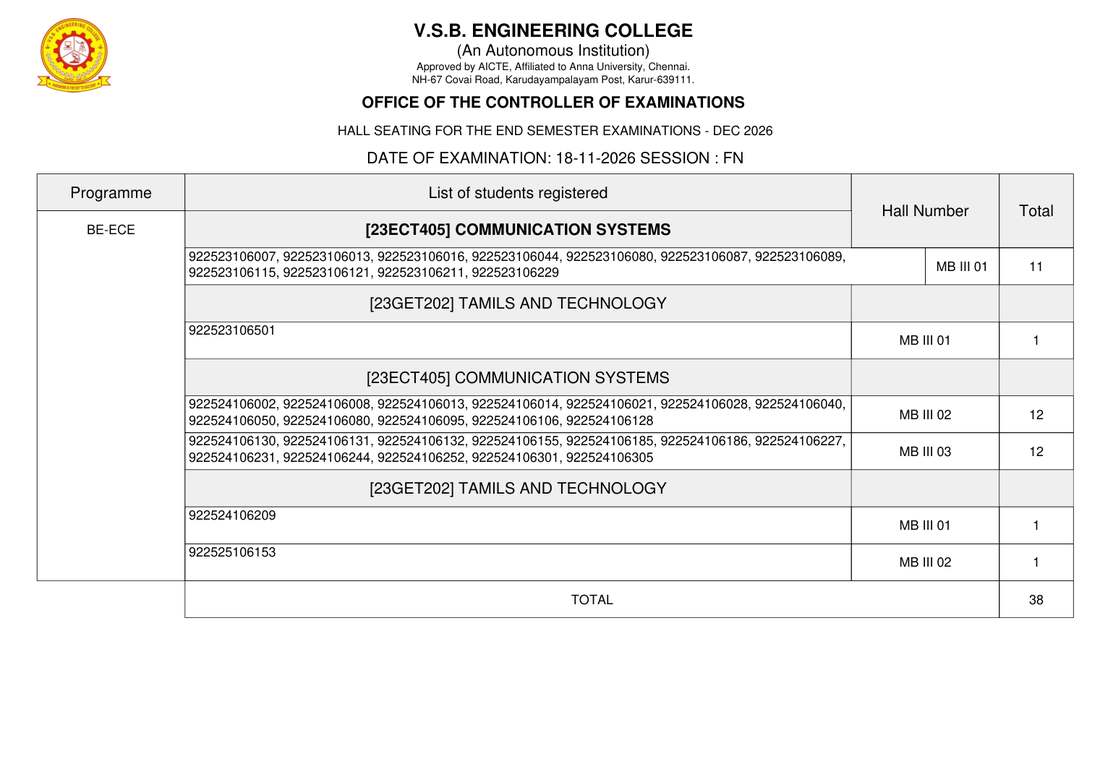 V.S.B. ENGINEERING COLLEGE
(An Autonomous Institution)
Approved by AICTE, Affiliated to Anna University, Chennai.
NH-67 Covai Road, Karudayampalayam Post, Karur-639111.
OFFICE OF THE CONTROLLER OF EXAMINATIONS
HALL SEATING FOR THE END SEMESTER EXAMINATIONS - DEC 2026
DATE OF EXAMINATION: 18-11-2026 SESSION : FN
Programme List of students registered Hall Number Total
BE-ECE [23ECT405] COMMUNICATION SYSTEMS
922523106007, 922523106013, 922523106016, 922523106044, 922523106080, 922523106087, 922523106089,
922523106115, 922523106121, 922523106211, 922523106229
MB III 01 11
[23GET202] TAMILS AND TECHNOLOGY
922523106501
MB III 01 1
[23ECT405] COMMUNICATION SYSTEMS
922524106002, 922524106008, 922524106013, 922524106014, 922524106021, 922524106028, 922524106040,
922524106050, 922524106080, 922524106095, 922524106106, 922524106128
MB III 02 12
922524106130, 922524106131, 922524106132, 922524106155, 922524106185, 922524106186, 922524106227,
922524106231, 922524106244, 922524106252, 922524106301, 922524106305
MB III 03 12
[23GET202] TAMILS AND TECHNOLOGY
922524106209
MB III 01 1
922525106153
MB III 02 1
TOTAL 38